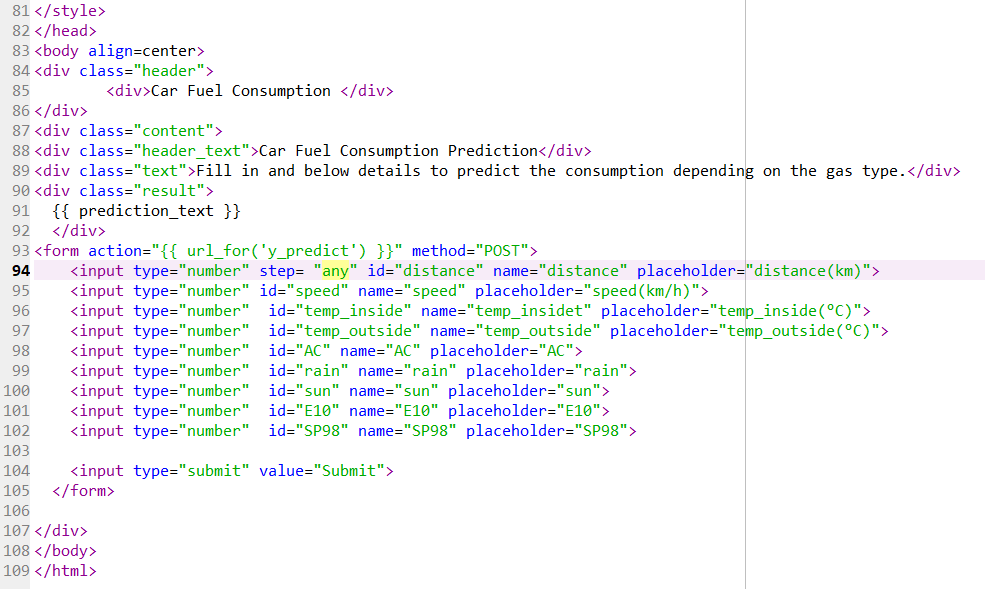 81 </style>
82 </head>
83 <body align=center>
84 <div class="header">
85         <div>Car Fuel Consumption </div>
86 </div>
87 <div class="content">
88 <div class="header_text">Car Fuel Consumption Prediction</div>
89 <div class="text">Fill in and below details to predict the consumption depending on the gas type.</div>
90 <div class="result">
91   {{ prediction_text }}
92   </div>
93 <form action="{{ url_for('y_predict') }}" method="POST">
94     <input type="number" step= "any" id="distance" name="distance" placeholder="distance(km)">
95     <input type="number" id="speed" name="speed" placeholder="speed(km/h)">
96     <input type="number"  id="temp_inside" name="temp_insidet" placeholder="temp_inside(°C)">
97     <input type="number"  id="temp_outside" name="temp_outside" placeholder="temp_outside(°C)">
98     <input type="number"  id="AC" name="AC" placeholder="AC">
99     <input type="number"  id="rain" name="rain" placeholder="rain">
100     <input type="number"  id="sun" name="sun" placeholder="sun">
101     <input type="number"  id="E10" name="E10" placeholder="E10">
102     <input type="number"  id="SP98" name="SP98" placeholder="SP98">
103
104     <input type="submit" value="Submit">
105   </form>
106
107 </div>
108 </body>
109 </html>